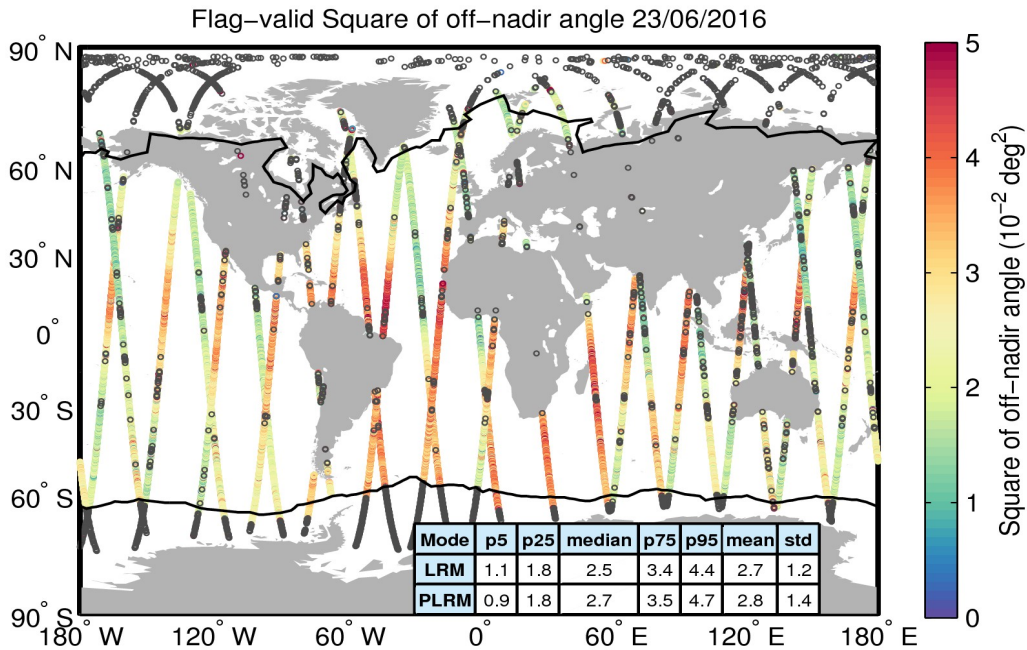 Flag−valid Square of off−nadir angle 23/06/2016
90° N
60° N
30° N
0°
30° S
60° S
90° S
180° W
120° W
60° W
0°
60° E
120° E
180° E
Mode p5 p25 median p75 p95 mean std
LRM 1.1 1.8 2.5 3.4 4.4 2.7 1.2
PLRM 0.9 1.8 2.7 3.5 4.7 2.8 1.4
5
4
3
2
1
0
Square of off−nadir angle (10⁻² deg²)